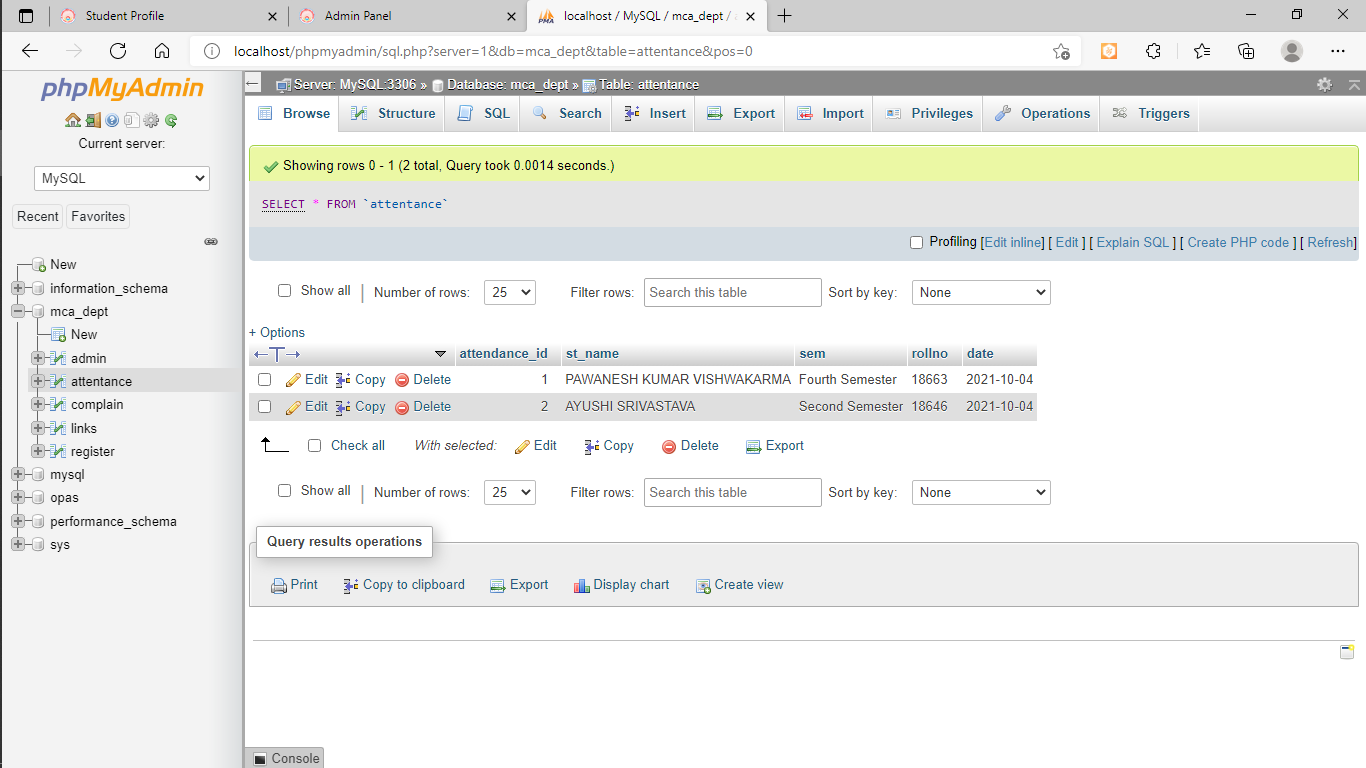 Student Profile Admin Panel localhost / MySQL / mca_dept /
localhost/phpmyadmin/sql.php?server=1&db=mca_dept&table=attentance&pos=0
phpMyAdmin
Current server:
MySQL
Recent Favorites
New
information_schema
mca_dept
New
admin
attentance
complain
links
register
mysql
opas
performance_schema
sys
Server: MySQL:3306 » Database: mca_dept » Table: attentance
Browse Structure SQL Search Insert Export Import Privileges Operations Triggers
Showing rows 0 - 1 (2 total, Query took 0.0014 seconds.)
SELECT * FROM `attentance`
Profiling [Edit inline] [ Edit ] [ Explain SQL ] [ Create PHP code ] [ Refresh]
Show all | Number of rows: 25 Filter rows: Search this table Sort by key: None
+ Options
←T→ attendance_id st_name sem rollno date
Edit Copy Delete 1 PAWANESH KUMAR VISHWAKARMA Fourth Semester 18663 2021-10-04
Edit Copy Delete 2 AYUSHI SRIVASTAVA Second Semester 18646 2021-10-04
Check all With selected: Edit Copy Delete Export
Show all | Number of rows: 25 Filter rows: Search this table Sort by key: None
Query results operations
Print Copy to clipboard Export Display chart Create view
Console